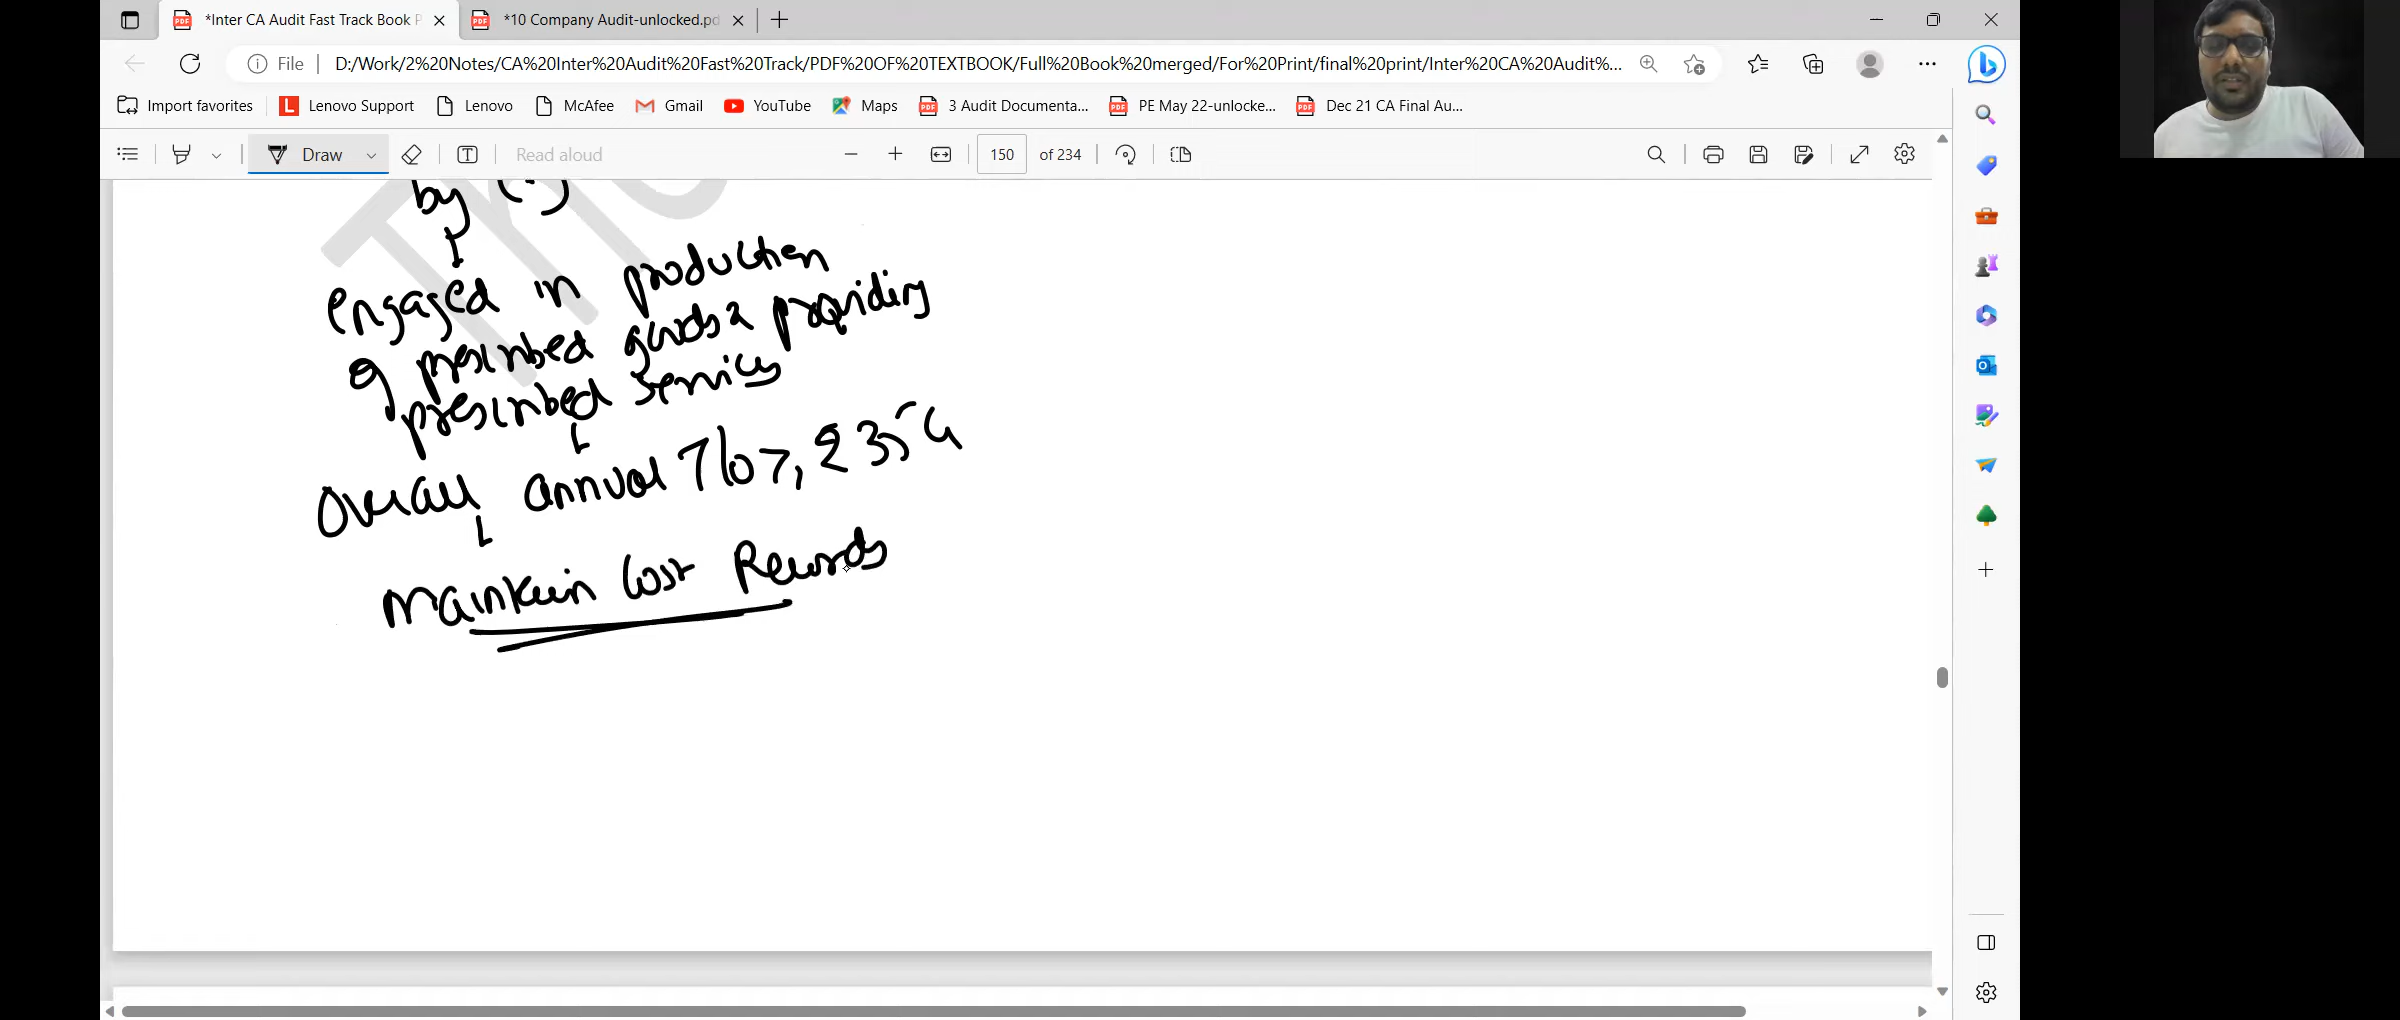 *Inter CA Audit Fast Track Book P
*10 Company Audit-unlocked.pd
File
D:/Work/2%20Notes/CA%20Inter%20Audit%20Fast%20Track/PDF%20OF%20TEXTBOOK/Full%20Book%20merged/For%20Print/final%20print/Inter%20CA%20Audit%...
Import favorites
Lenovo Support
Lenovo
McAfee
Gmail
YouTube
Maps
3 Audit Documenta...
PE May 22-unlocke...
Dec 21 CA Final Au...
Draw
Read aloud
150 of 234
by
engaged in production
of prescribed goods & providing
prescribed services
Overall annual T/o >, ₹ 35 Cr
Maintain Cost Records